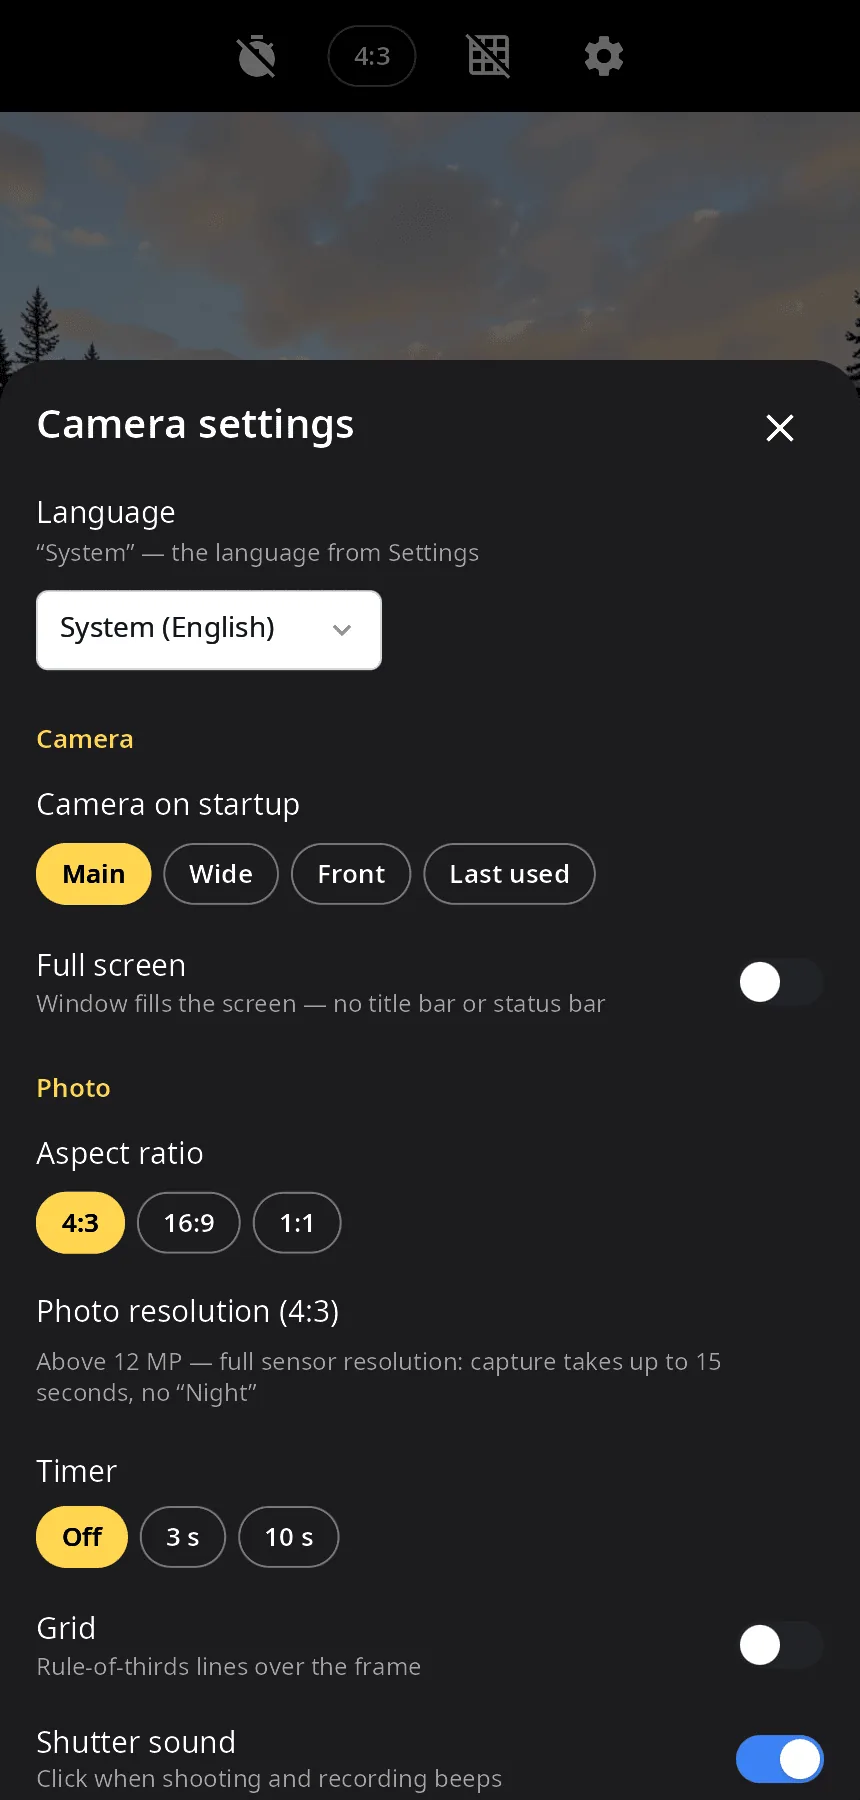 4:3
Camera settings
Language
“System” — the language from Settings
System (English)
Camera
Camera on startup
Main Wide Front Last used
Full screen
Window fills the screen — no title bar or status bar
Photo
Aspect ratio
4:3 16:9 1:1
Photo resolution (4:3)
Above 12 MP — full sensor resolution: capture takes up to 15
seconds, no “Night”
Timer
Off 3 s 10 s
Grid
Rule-of-thirds lines over the frame
Shutter sound
Click when shooting and recording beeps